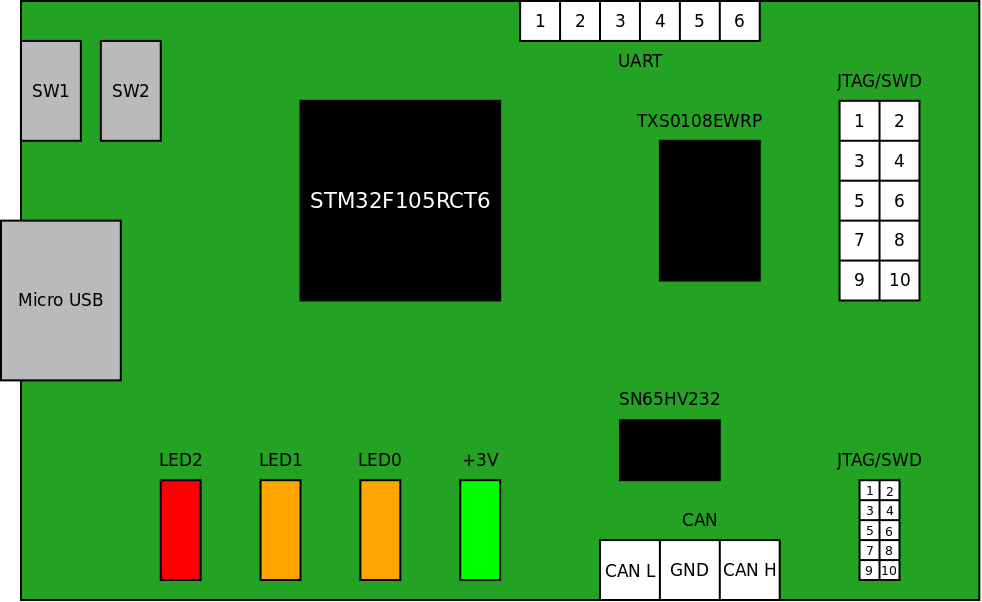 1 2 3 4 5 6
UART
SW1
SW2
JTAG/SWD
TXS0108EWRP
1 2
3 4
5 6
7 8
9 10
STM32F105RCT6
Micro USB
SN65HV232
LED2
LED1
LED0
+3V
JTAG/SWD
1 2
3 4
5 6
7 8
9 10
CAN
CAN L
GND
CAN H